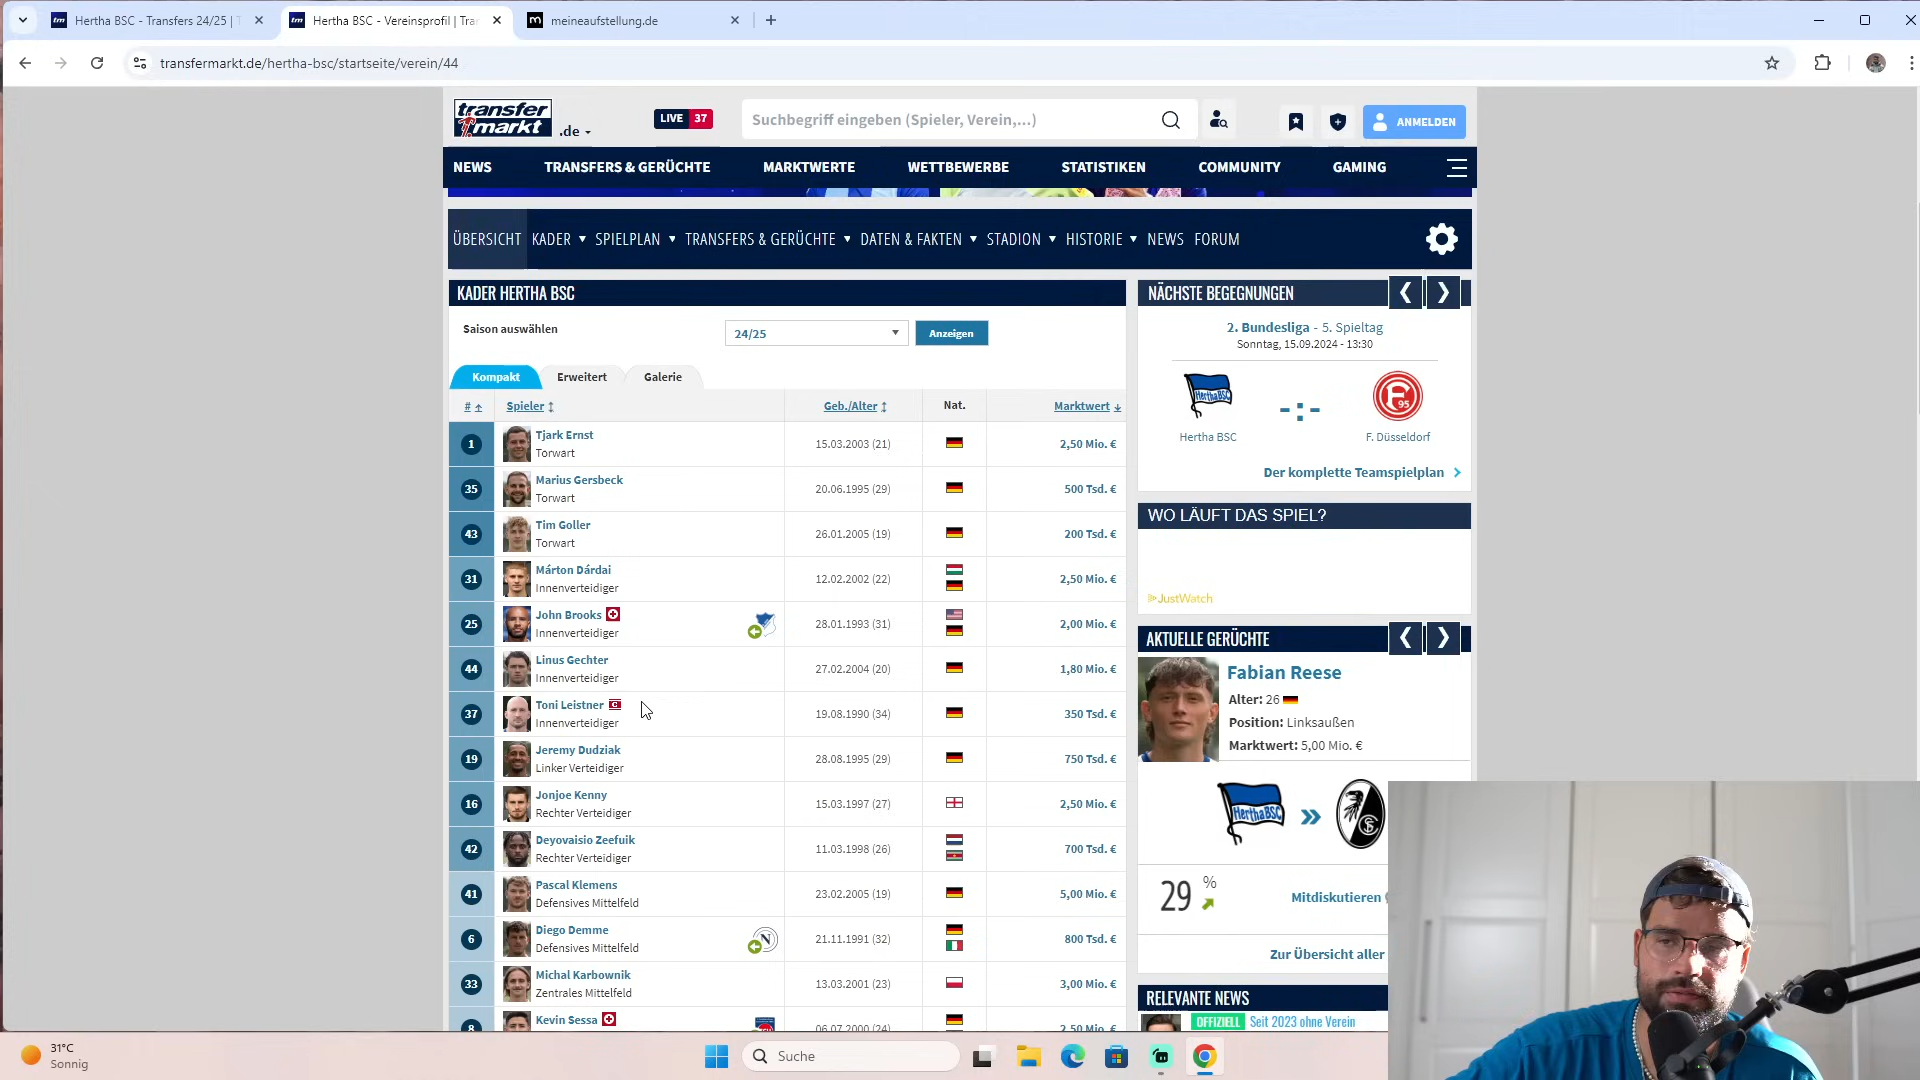 Hertha BSC - Transfers 24/25 | T
Hertha BSC - Vereinsprofil | Tra
meineaufstellung.de
transfermarkt.de/hertha-bsc/startseite/verein/44
transfer
markt
.de
LIVE 37
Suchbegriff eingeben (Spieler, Verein,...)
ANMELDEN
NEWS TRANSFERS & GERÜCHTE MARKTWERTE WETTBEWERBE STATISTIKEN COMMUNITY GAMING
ÜBERSICHT KADER SPIELPLAN TRANSFERS & GERÜCHTE DATEN & FAKTEN STADION HISTORIE NEWS FORUM
KADER HERTHA BSC
Saison auswählen 24/25 Anzeigen
Kompakt Erweitert Galerie
# Spieler Geb./Alter Nat. Marktwert
1 Tjark Ernst 15.03.2003 (21) 2,50 Mio. €
Torwart
35 Marius Gersbeck 20.06.1995 (29) 500 Tsd. €
Torwart
43 Tim Goller 26.01.2005 (19) 200 Tsd. €
Torwart
31 Márton Dárdai 12.02.2002 (22) 2,50 Mio. €
Innenverteidiger
25 John Brooks 28.01.1993 (31) 2,00 Mio. €
Innenverteidiger
44 Linus Gechter 27.02.2004 (20) 1,80 Mio. €
Innenverteidiger
37 Toni Leistner C 19.08.1990 (34) 350 Tsd. €
Innenverteidiger
19 Jeremy Dudziak 28.08.1995 (29) 750 Tsd. €
Linker Verteidiger
16 Jonjoe Kenny 15.03.1997 (27) 2,50 Mio. €
Rechter Verteidiger
42 Deyovaisio Zeefuik 11.03.1998 (26) 700 Tsd. €
Rechter Verteidiger
41 Pascal Klemens 23.02.2005 (19) 5,00 Mio. €
Defensives Mittelfeld
6 Diego Demme N 21.11.1991 (32) 800 Tsd. €
Defensives Mittelfeld
33 Michal Karbownik 13.03.2001 (23) 3,00 Mio. €
Zentrales Mittelfeld
8 Kevin Sessa 06.07.2000 (24) 2,50 Mio. €
NÄCHSTE BEGEGNUNGEN
2. Bundesliga - 5. Spieltag
Sonntag, 15.09.2024 - 13:30
HerthaBSC
-:-
F 95
Hertha BSC F. Düsseldorf
Der komplette Teamspielplan
WO LÄUFT DAS SPIEL?
JustWatch
AKTUELLE GERÜCHTE
Fabian Reese
Alter: 26
Position: Linksaußen
Marktwert: 5,00 Mio. €
HerthaBSC
29 %
Mitdiskutieren
Zur Übersicht aller
RELEVANTE NEWS
OFFIZIELL Seit 2023 ohne Verein
31°C
Sonnig
Suche